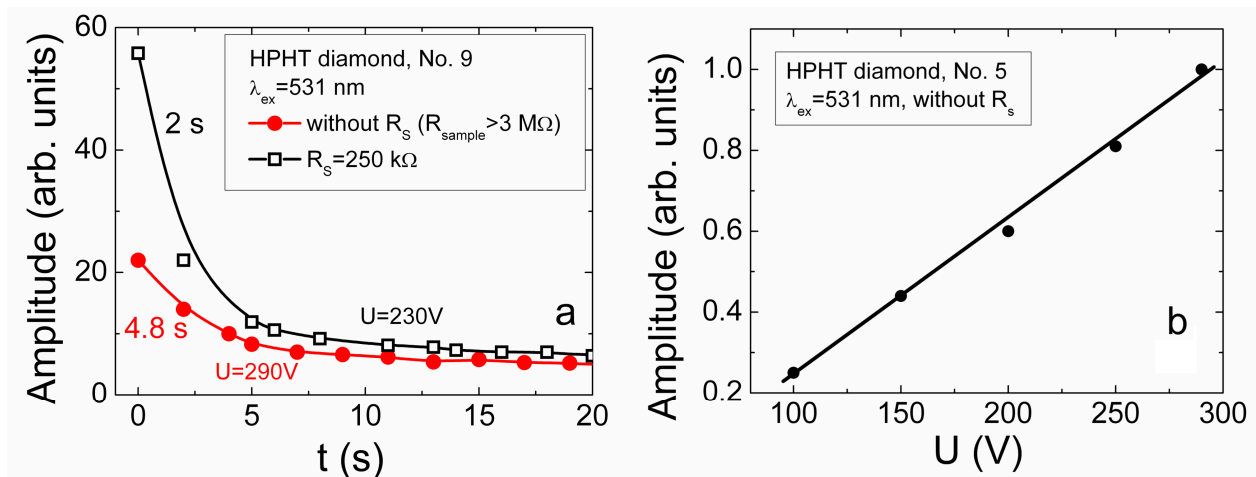 Amplitude (arb. units)
60
40
20
0
HPHT diamond, No. 9
λex=531 nm
without RS (Rsample>3 MΩ)
RS=250 kΩ
2 s
4.8 s
U=230V
U=290V
a
0 5 10 15 20
t (s)
Amplitude (arb. units)
1.0
0.8
0.6
0.4
0.2
HPHT diamond, No. 5
λex=531 nm, without Rs
b
100 150 200 250 300
U (V)